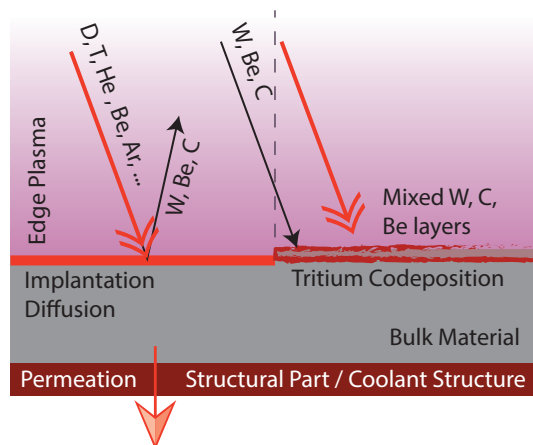 D, T, He , Be, Ar, ...
W, Be, C
W, Be, C
Edge Plasma
Mixed W, C,
Be layers
Implantation
Diffusion
Tritium Codeposition
Bulk Material
Permeation
Structural Part / Coolant Structure